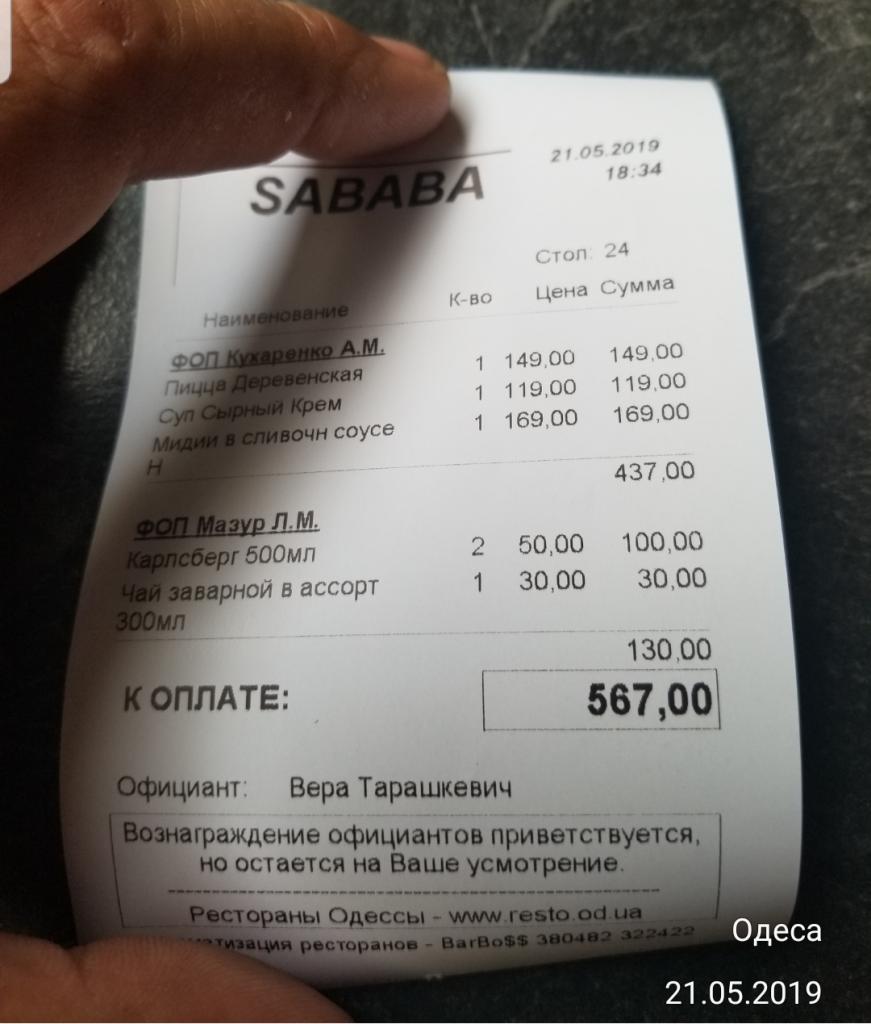 21.05.2019
18:34
SABABA
Стол: 24
Наименование К-во Цена Сумма
ФОП Кухаренко А.М.
Пицца Деревенская 1 149,00 149,00
Суп Сырный Крем 1 119,00 119,00
Мидии в сливочн соусе 1 169,00 169,00
Н
437,00
ФОП Мазур Л.М.
Карлсберг 500мл 2 50,00 100,00
Чай заварной в ассорт 1 30,00 30,00
300мл
130,00
К ОПЛАТЕ: 567,00
Официант: Вера Тарашкевич
Вознаграждение официантов приветствуется,
но остается на Ваше усмотрение.
Рестораны Одессы - www.resto.od.ua
ресторанов - BarBo$$ 380482 322422
Одеса
21.05.2019